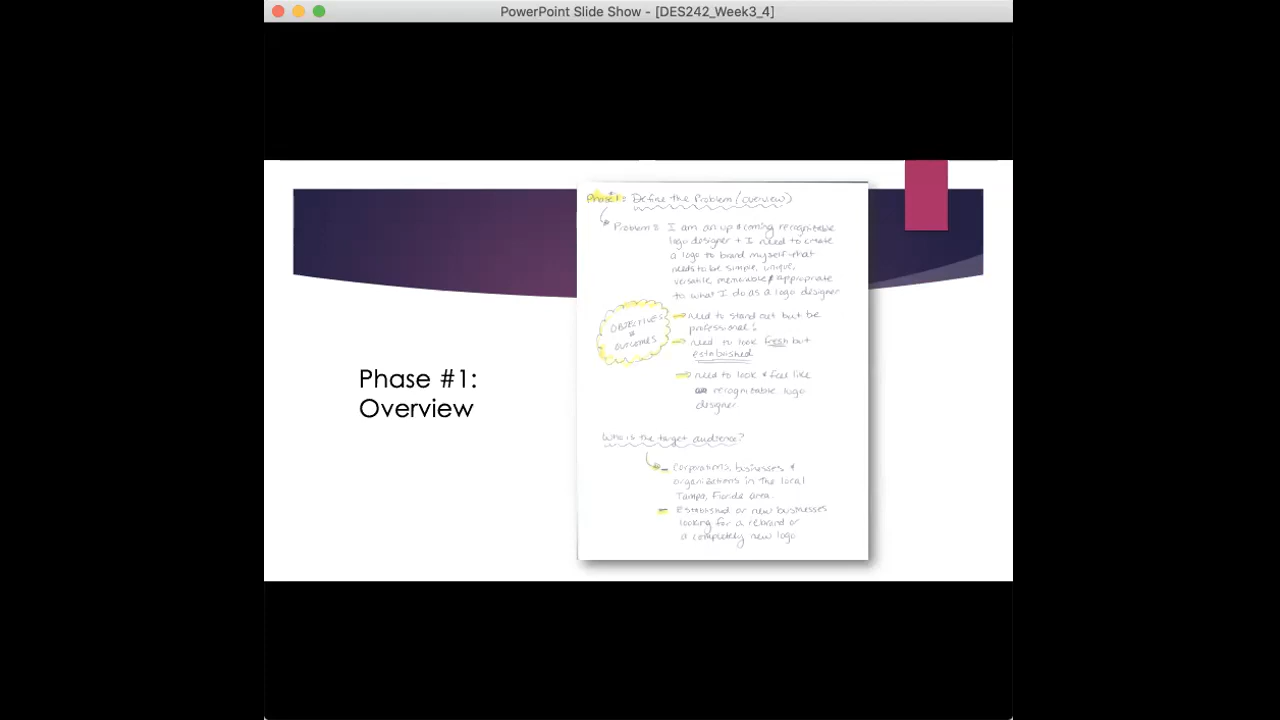 PowerPoint Slide Show - [DES242_Week3_4]
Phase 1: Define the Problem (overview)
Problem: I am an up & coming recognizable
logo designer + I need to create
a logo to brand myself that
needs to be simple, unique,
versatile, memorable & appropriate
to what I do as a logo designer
OBJECTIVES
&
OUTCOMES
need to stand out but be
professional
need to look fresh but
established
need to look & feel like
recognizable logo
designer
Who is the target audience?
- Corporations, businesses &
organizations in the local
Tampa, Florida area.
- Established or new businesses
looking for a rebrand or
a completely new logo
Phase #1:
Overview